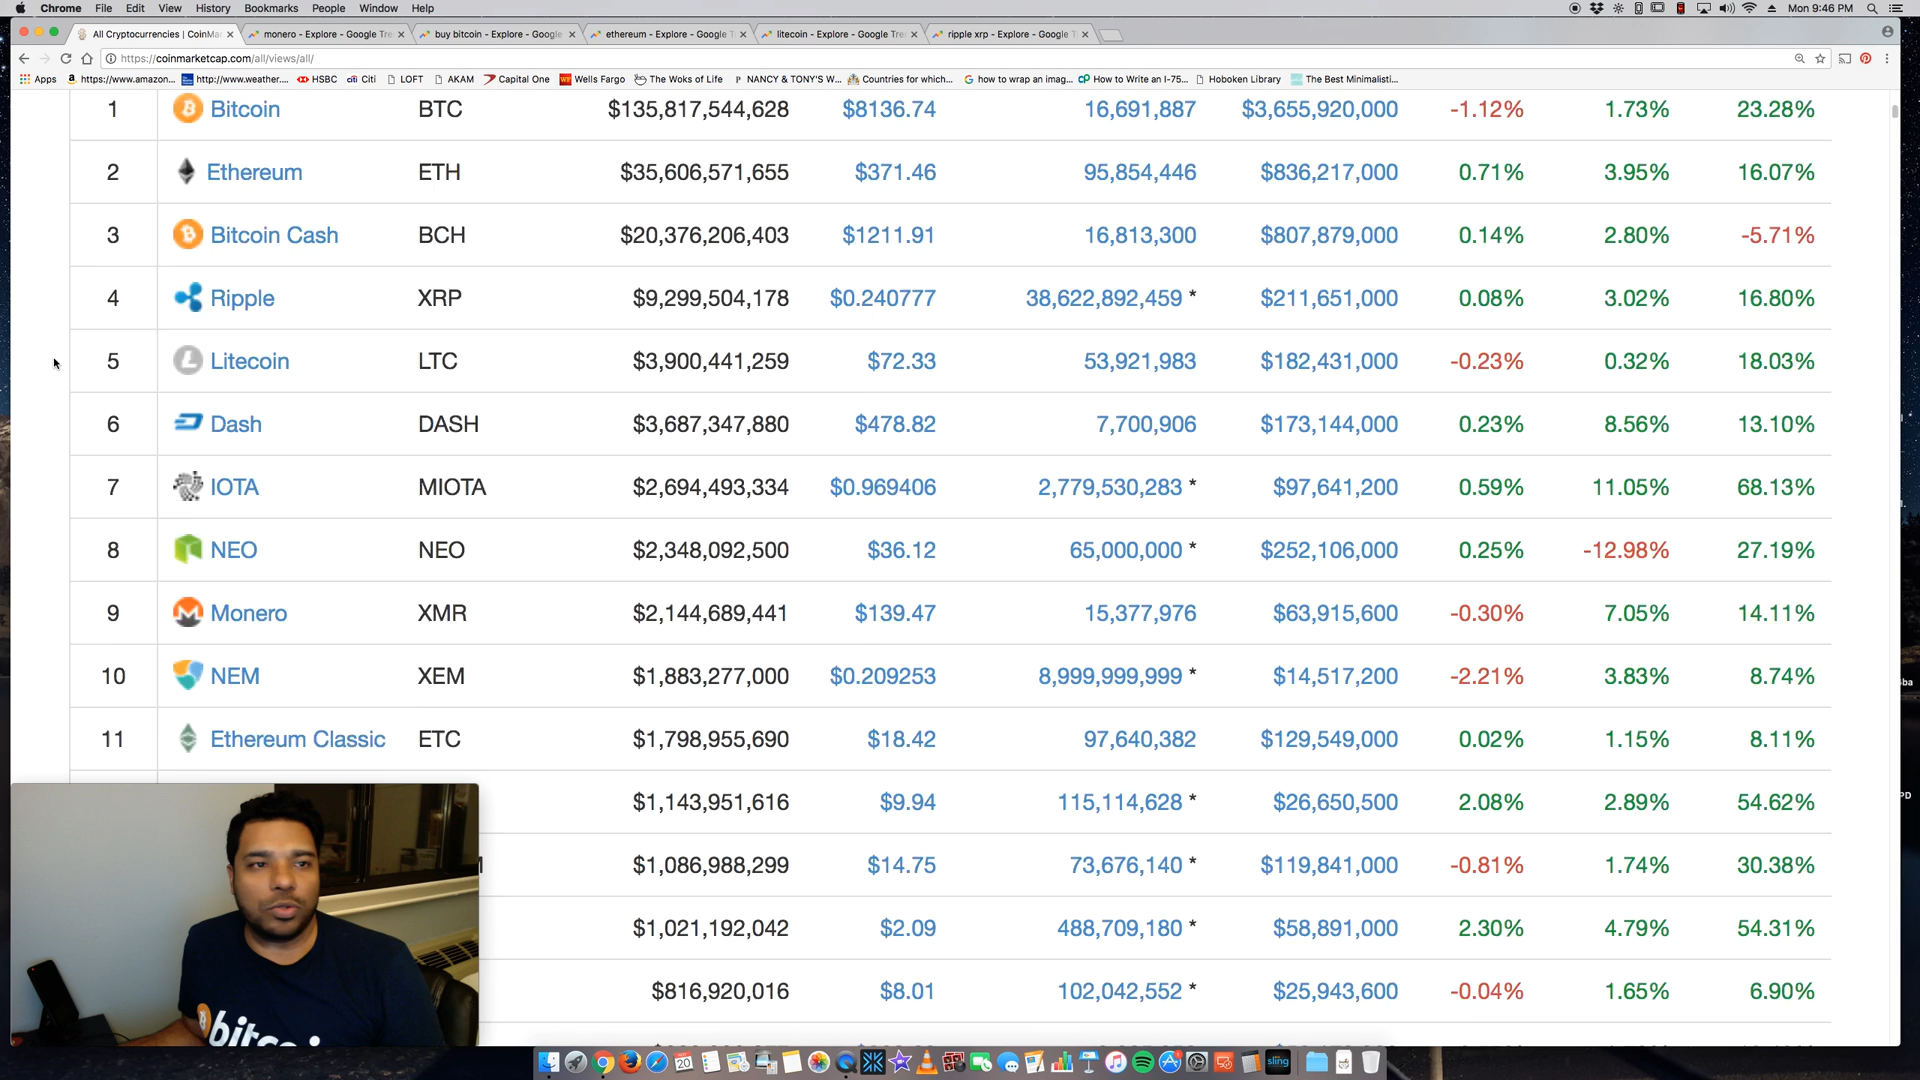 Chrome File Edit View History Bookmarks People Window Help Mon 9:46 PM
All Cryptocurrencies | CoinMa monero - Explore - Google Tre buy bitcoin - Explore - Google ethereum - Explore - Google T litecoin - Explore - Google Tre ripple xrp - Explore - Google T
https://coinmarketcap.com/all/views/all/
Apps https://www.amazon... http://www.weather.... HSBC Citi LOFT AKAM Capital One Wells Fargo The Woks of Life NANCY & TONY'S W... Countries for which... how to wrap an imag... How to Write an I-75... Hoboken Library The Best Minimalisti...
1 Bitcoin BTC $135,817,544,628 $8136.74 16,691,887 $3,655,920,000 -1.12% 1.73% 23.28%
2 Ethereum ETH $35,606,571,655 $371.46 95,854,446 $836,217,000 0.71% 3.95% 16.07%
3 Bitcoin Cash BCH $20,376,206,403 $1211.91 16,813,300 $807,879,000 0.14% 2.80% -5.71%
4 Ripple XRP $9,299,504,178 $0.240777 38,622,892,459 * $211,651,000 0.08% 3.02% 16.80%
5 Litecoin LTC $3,900,441,259 $72.33 53,921,983 $182,431,000 -0.23% 0.32% 18.03%
6 Dash DASH $3,687,347,880 $478.82 7,700,906 $173,144,000 0.23% 8.56% 13.10%
7 IOTA MIOTA $2,694,493,334 $0.969406 2,779,530,283 * $97,641,200 0.59% 11.05% 68.13%
8 NEO NEO $2,348,092,500 $36.12 65,000,000 * $252,106,000 0.25% -12.98% 27.19%
9 Monero XMR $2,144,689,441 $139.47 15,377,976 $63,915,600 -0.30% 7.05% 14.11%
10 NEM XEM $1,883,277,000 $0.209253 8,999,999,999 * $14,517,200 -2.21% 3.83% 8.74%
11 Ethereum Classic ETC $1,798,955,690 $18.42 97,640,382 $129,549,000 0.02% 1.15% 8.11%
$1,143,951,616 $9.94 115,114,628 * $26,650,500 2.08% 2.89% 54.62%
$1,086,988,299 $14.75 73,676,140 * $119,841,000 -0.81% 1.74% 30.38%
$1,021,192,042 $2.09 488,709,180 * $58,891,000 2.30% 4.79% 54.31%
$816,920,016 $8.01 102,042,552 * $25,943,600 -0.04% 1.65% 6.90%
bitcoi
20
sling